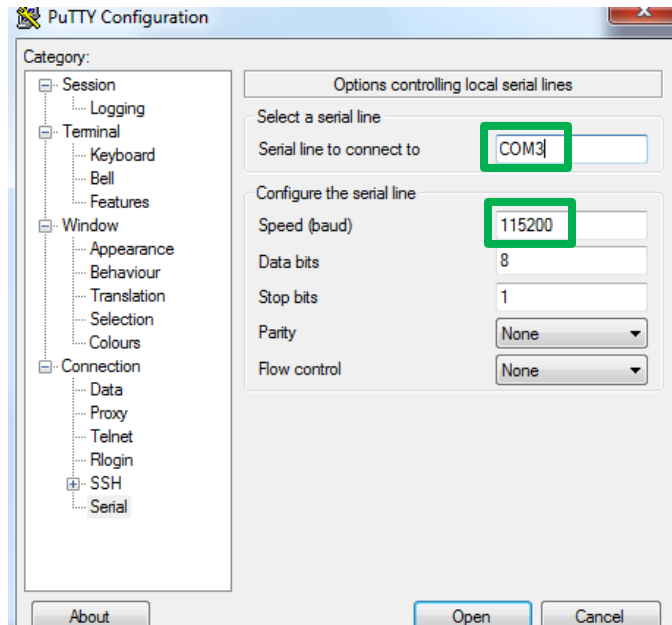 PuTTY Configuration
Category:
Session
Logging
Terminal
Keyboard
Bell
Features
Window
Appearance
Behaviour
Translation
Selection
Colours
Connection
Data
Proxy
Telnet
Rlogin
SSH
Serial
Options controlling local serial lines
Select a serial line
Serial line to connect to COM3
Configure the serial line
Speed (baud) 115200
Data bits 8
Stop bits 1
Parity None
Flow control None
About Open Cancel